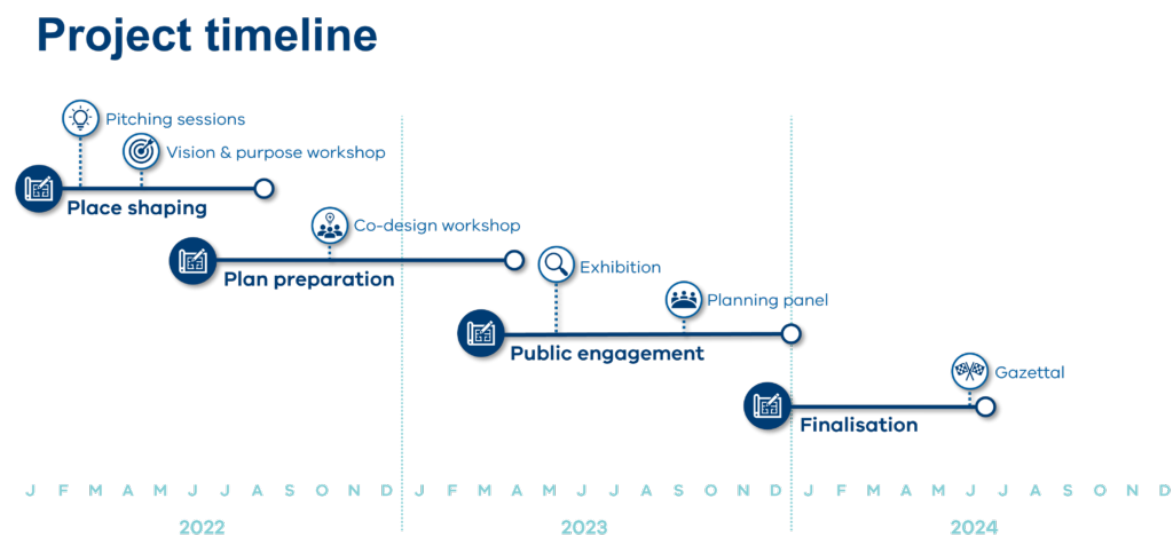 Project timeline
Pitching sessions
Vision & purpose workshop
Place shaping
Co-design workshop
Plan preparation
Exhibition
Planning panel
Public engagement
Gazettal
Finalisation
J F M A M J J A S O N D J F M A M J J A S O N D J F M A M J J A S O N D
2022 2023 2024